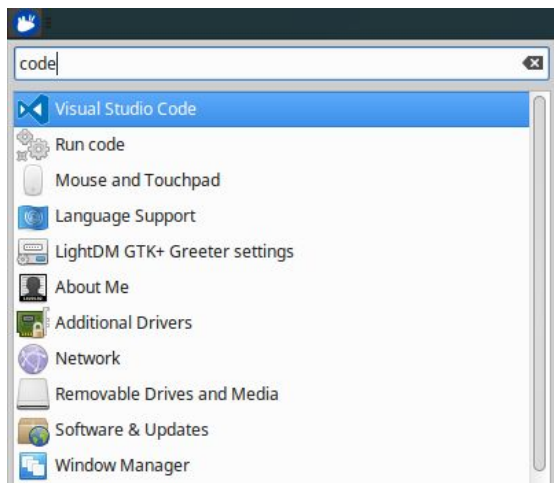 code
Visual Studio Code
Run code
Mouse and Touchpad
Language Support
LightDM GTK+ Greeter settings
About Me
Additional Drivers
Network
Removable Drives and Media
Software & Updates
Window Manager